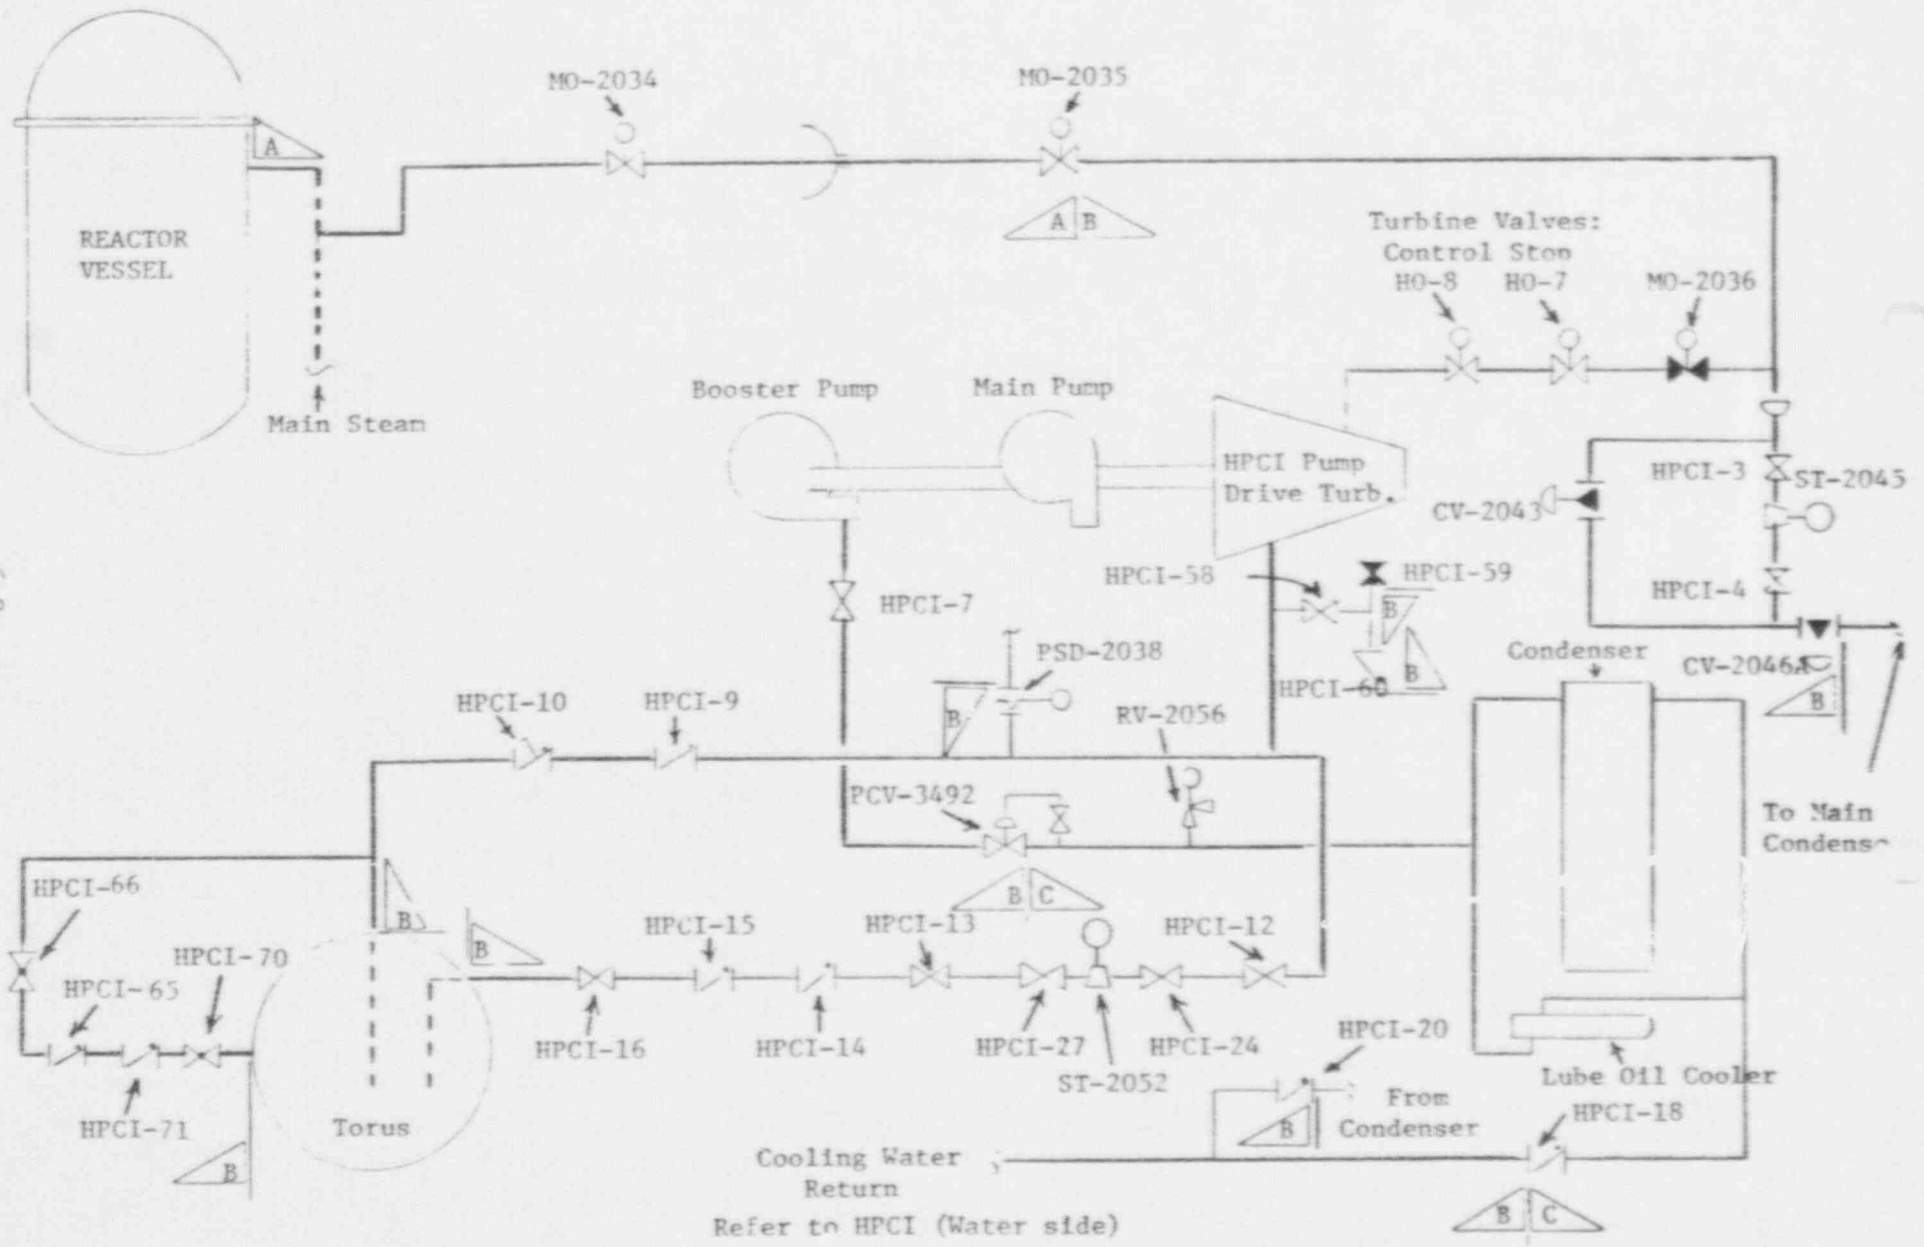 MO-2034
MO-2035
A
REACTOR
VESSEL
A B
Turbine Valves:
Control Stop
HO-8
HO-7
MO-2036
Main Steam
Booster Pump
Main Pump
HPCI Pump
Drive Turb.
HPCI-3
ST-2045
CV-2043
HPCI-58
HPCI-59
HPCI-4
HPCI-7
B
B
HPCI-60
Condenser
CV-2046A
B
PSD-2038
HPCI-10
HPCI-9
B
RV-2056
PCV-3492
To Main
HPCI-66
B
B
B C
HPCI-15
HPCI-13
HPCI-12
HPCI-70
HPCI-65
HPCI-16
HPCI-14
HPCI-27
HPCI-24
HPCI-20
ST-2052
Lube Oil Cooler
HPCI-71
Torus
B
B
From
Condenser
HPCI-18
Cooling Water
Return
B C
Refer to HPCI (Water side)